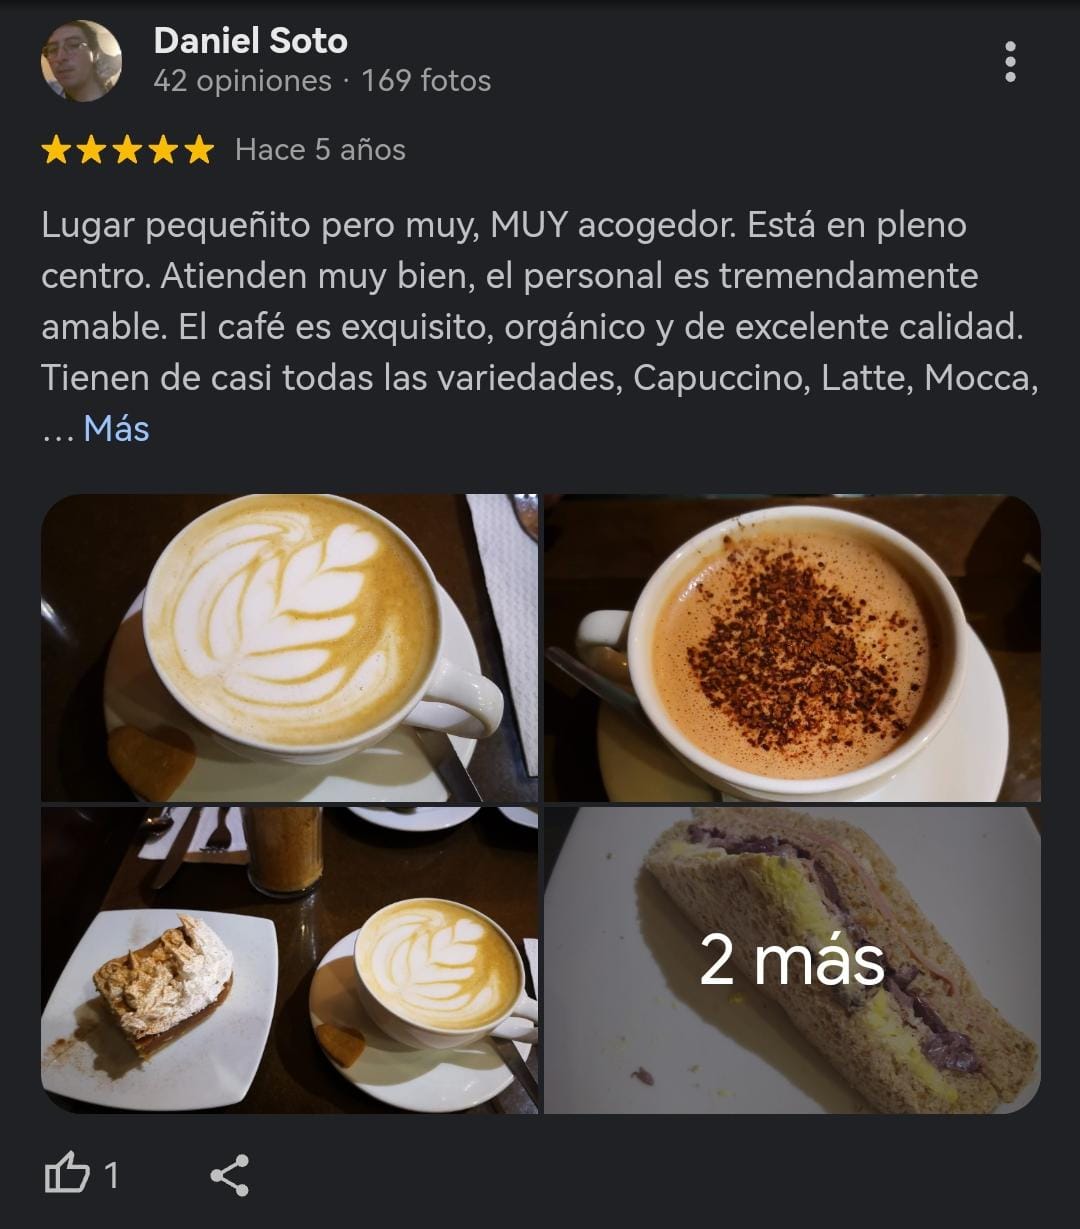 Daniel Soto
42 opiniones · 169 fotos
Hace 5 años
Lugar pequeñito pero muy, MUY acogedor. Está en pleno
centro. Atienden muy bien, el personal es tremendamente
amable. El café es exquisito, orgánico y de excelente calidad.
Tienen de casi todas las variedades, Capuccino, Latte, Mocca,
... Más
2 más
1